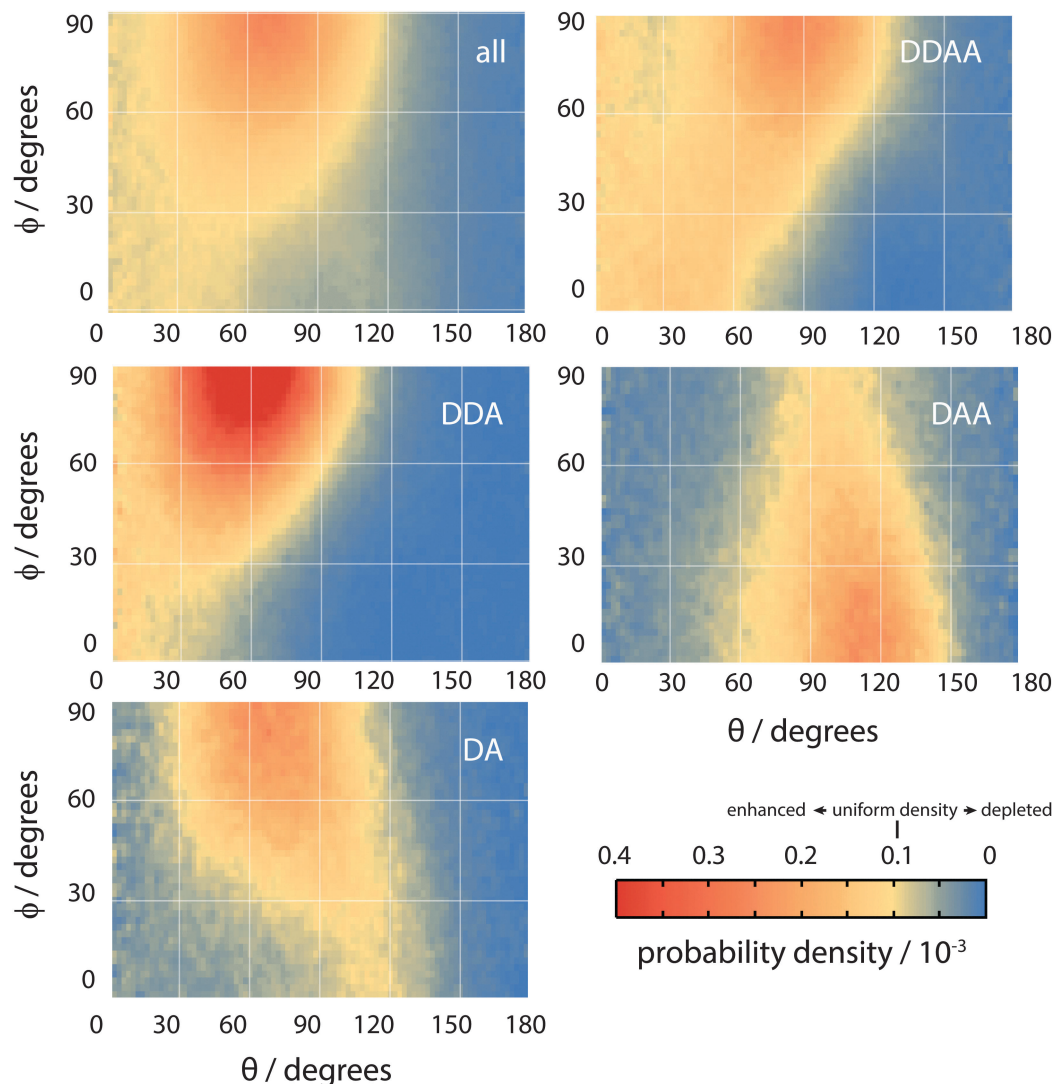 90
60
30
0
ϕ / degrees
all
0 30 60 90 120 150 180
90
60
30
0
DDAA
0 30 60 90 120 150 180
90
60
30
0
ϕ / degrees
DDA
0 30 60 90 120 150 180
90
60
30
0
DAA
0 30 60 90 120 150 180
θ / degrees
90
60
30
0
ϕ / degrees
DA
0 30 60 90 120 150 180
θ / degrees
enhanced ← uniform density → depleted
0.4 0.3 0.2 0.1 0
probability density / 10⁻³